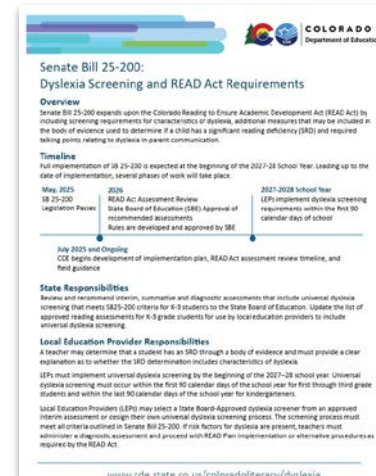 COLORADO
Department of Education
Senate Bill 25-200:
Dyslexia Screening and READ Act Requirements
Overview
Senate Bill 25-200 expands upon the Colorado Reading to Ensure Academic Development Act (READ Act) by
including screening requirements for characteristics of dyslexia, additional measures that may be included in
the body of evidence used to determine if a child has a significant reading deficiency (SRD) and required
talking points relating to dyslexia in parent communication.
Timeline
Full implementation of SB 25-230 is expected at the beginning of the 2027-28 School Year. Leading up to the
date of implementation, several phases of work will take place.
May, 2025
SB 25-200
Legislation Passes
2026
READ Act Assessment Review
State Board of Education (SBE) Approval of
recommended assessments
Rules are developed and approved by SBE
2027-2028 School Year
LEPs implement dyslexia screening
requirements within the first 90
calendar days of school
July 2025 and Ongoing
CDE begins development of implementation plan, READ Act assessment review timeline, and
field guidance
State Responsibilities
Review and recommend interim, summative and diagnostic assessments that include universal dyslexia
screening that meets SB25-200 criteria for K-3 students to the State Board of Education. Update the list of
approved reading assessments for K-3 grade students for use by local education providers to include
universal dyslexia screening.
Local Education Provider Responsibilities
A teacher may determine that a student has an SRD through a body of evidence and must provide a clear
explanation as to whether the SRD determination includes characteristics of dyslexia.
LEPs must implement universal dyslexia screening by the beginning of the 2027–28 school year. Universal
dyslexia screening must occur within the first 90 calendar days of the school year for first through third grade
students and within the last 90 calendar days of the school year for kindergarteners.
Local Education Providers (LEPs) may select a State Board-Approved dyslexia screener from an approved
interim assessment or design their own universal dyslexia screening process. The screening process must
meet all criteria outlined in Senate Bill 25-200. If risk factors for dyslexia are present, teachers must
administer a diagnostic assessment and proceed with READ Plan implementation or alternative procedures as
required by the READ Act.
www.cde.state.co.us/coloradoliteracy/dyslexia